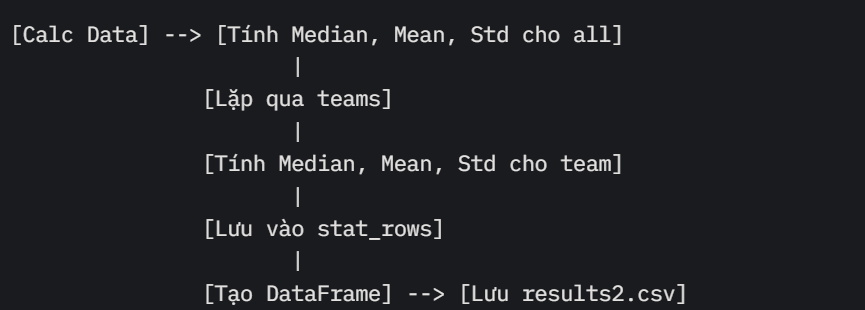 [Calc Data] --> [Tính Median, Mean, Std cho all]
|
[Lặp qua teams]
|
[Tính Median, Mean, Std cho team]
|
[Lưu vào stat_rows]
|
[Tạo DataFrame] --> [Lưu results2.csv]